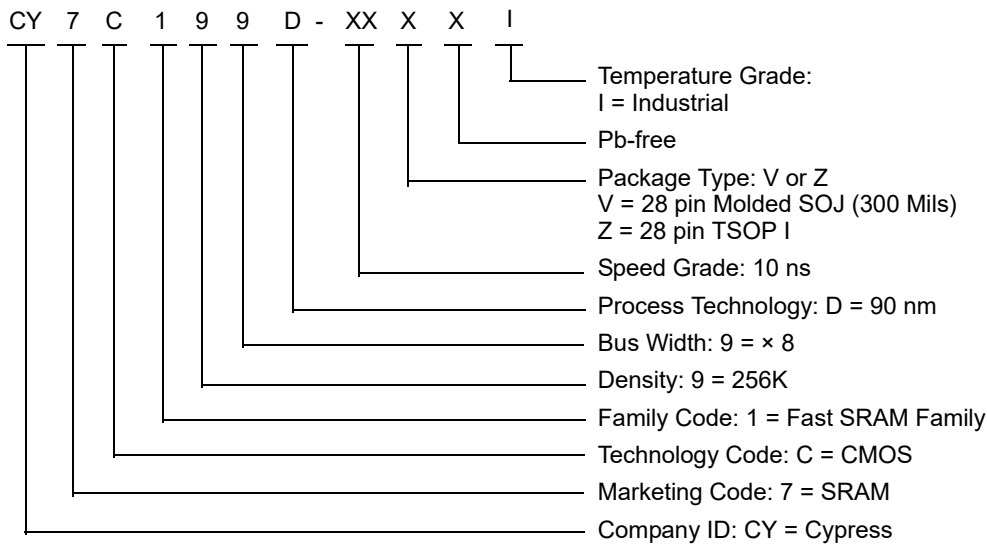 CY 7 C 1 9 9 D - XX X X I
Temperature Grade:
I = Industrial
Pb-free
Package Type: V or Z
V = 28 pin Molded SOJ (300 Mils)
Z = 28 pin TSOP I
Speed Grade: 10 ns
Process Technology: D = 90 nm
Bus Width: 9 = × 8
Density: 9 = 256K
Family Code: 1 = Fast SRAM Family
Technology Code: C = CMOS
Marketing Code: 7 = SRAM
Company ID: CY = Cypress